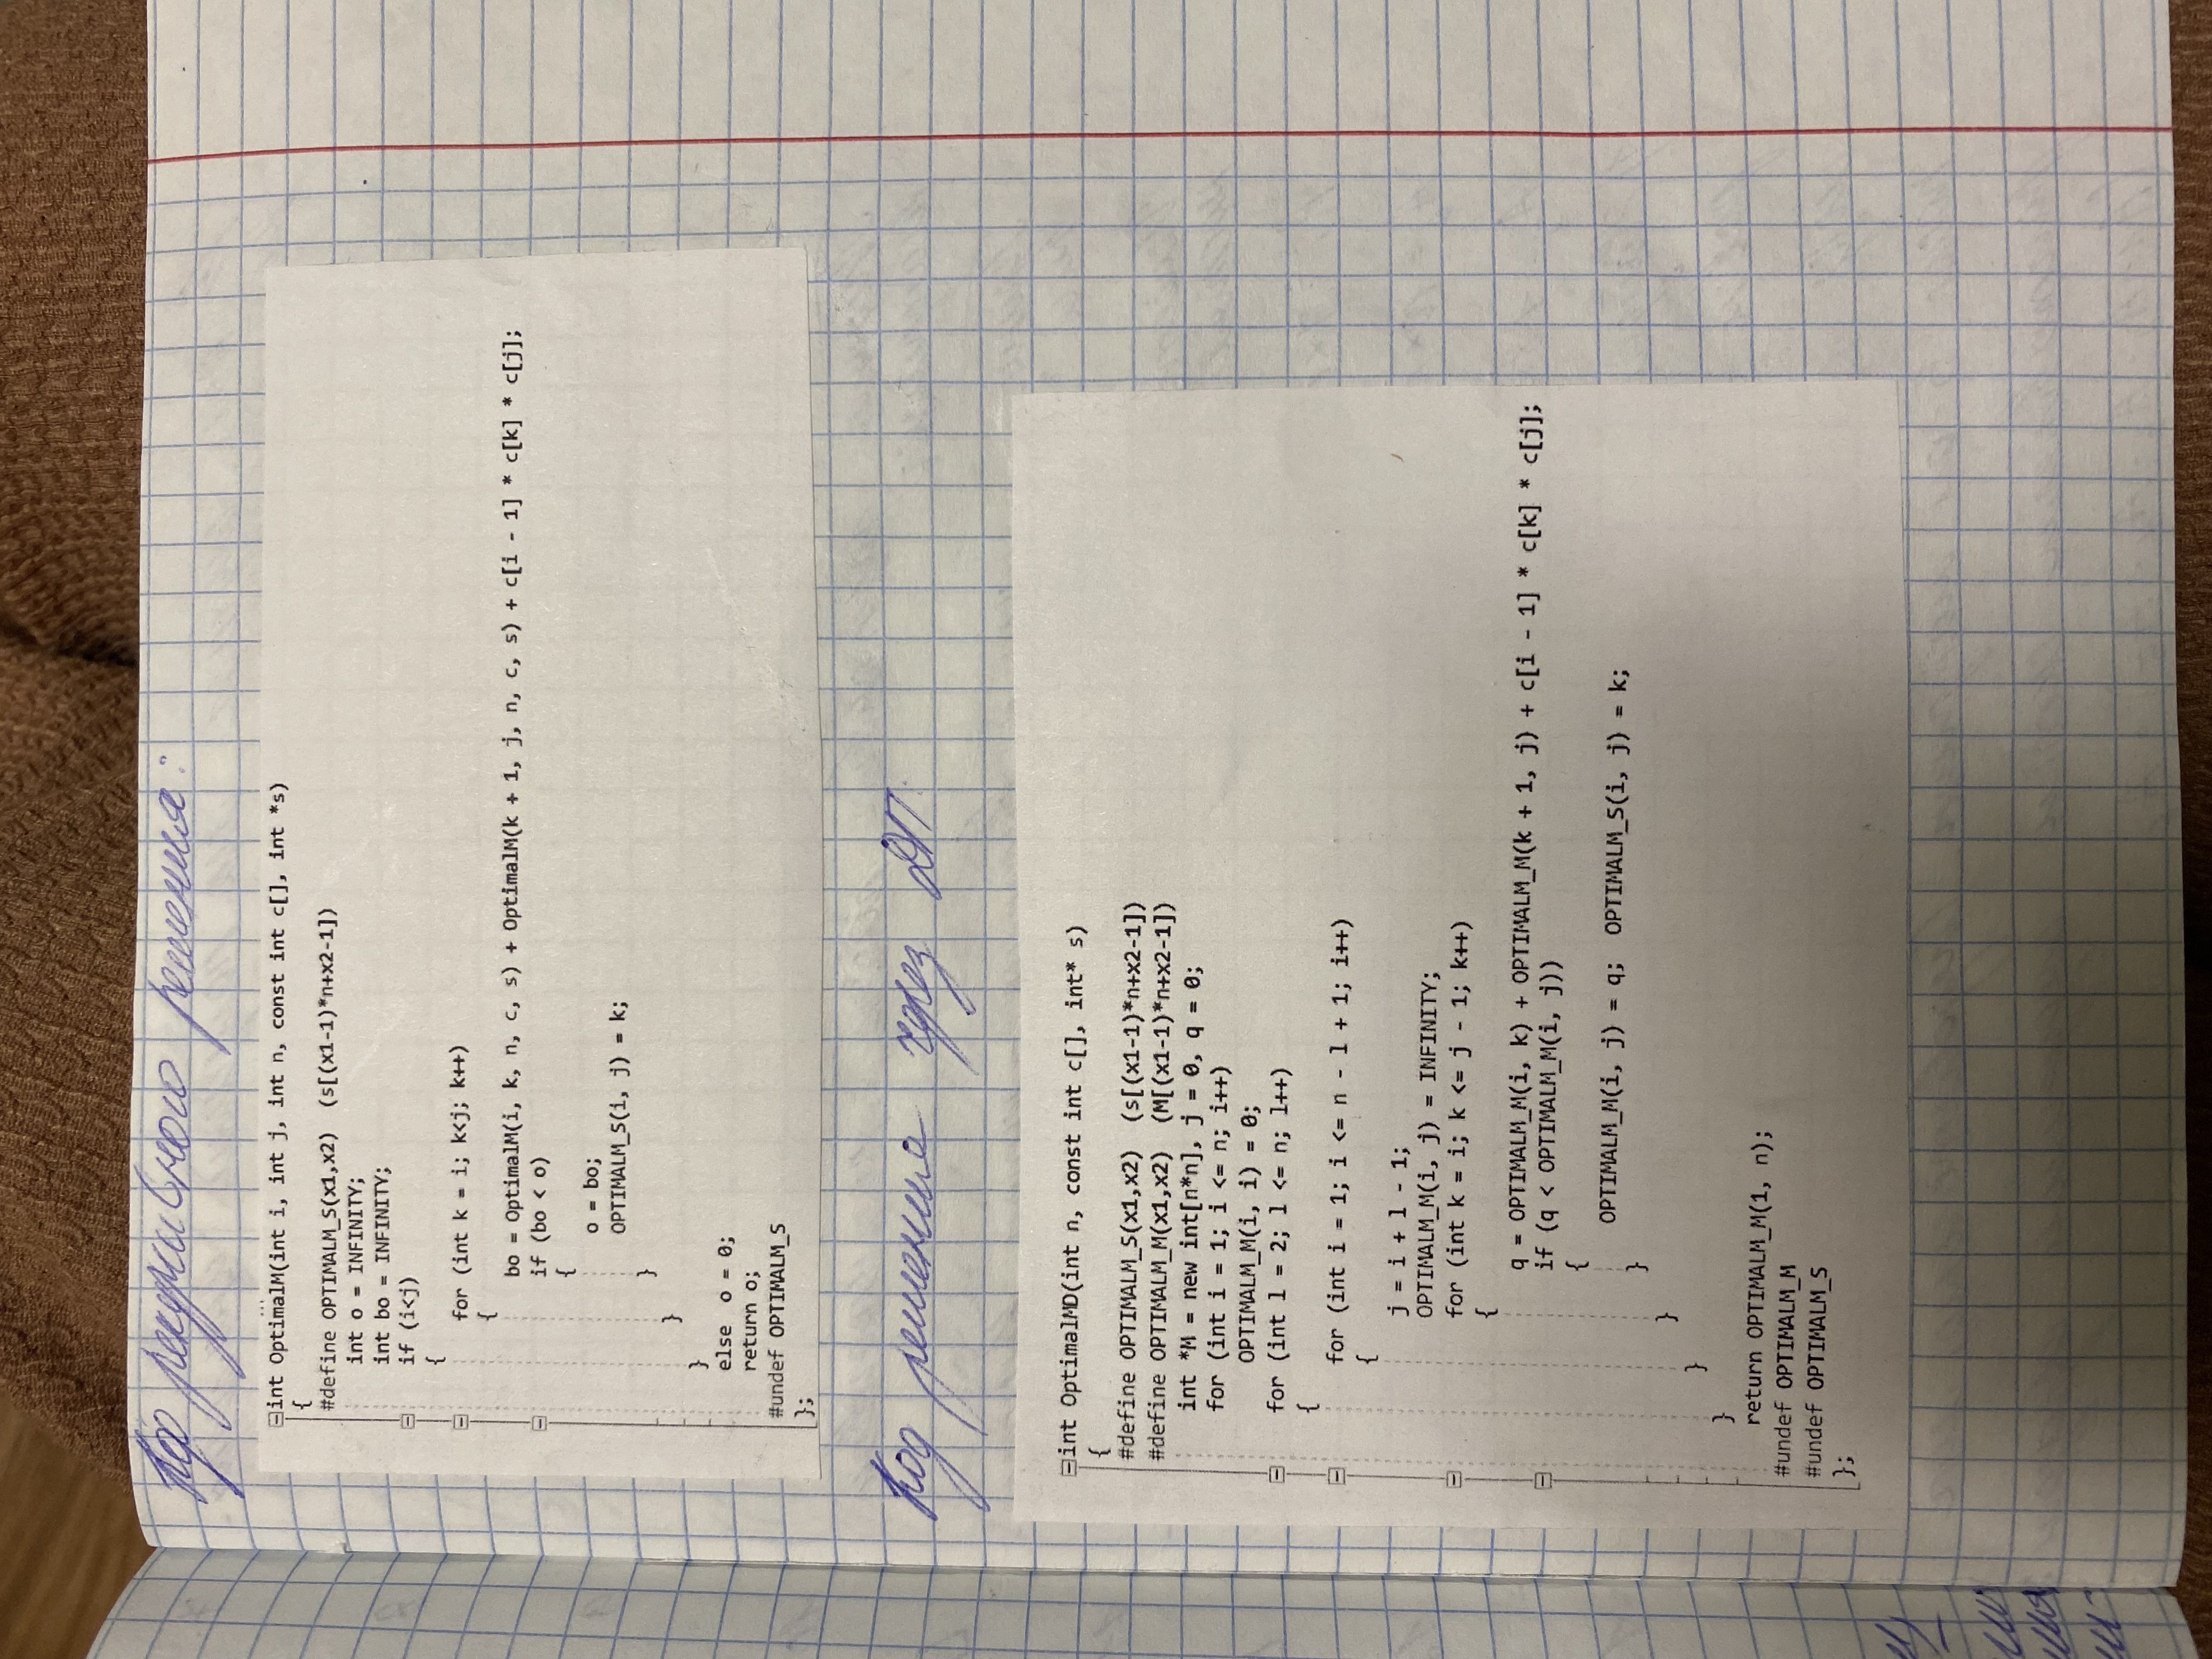 Код рекурсивного решения:
int OptimalM(int i, int j, int n, const int c[], int *s)
{
#define OPTIMALM_S(x1,x2)  (s[(x1-1)*n+x2-1])
int o = INFINITY;
int bo = INFINITY;
if (i<j)
{
for (int k = i; k<j; k++)
{
bo = OptimalM(i, k, n, c, s) + OptimalM(k + 1, j, n, c, s) + c[i - 1] * c[k] * c[j];
if (bo < o)
{
o = bo;
OPTIMALM_S(i, j) = k;
}
}
}
else  o = 0;
return o;
#undef OPTIMALM_S
};
Код решения через ДП:
int OptimalMD(int n, const int c[], int* s)
{
#define OPTIMALM_S(x1,x2)  (s[(x1-1)*n+x2-1])
#define OPTIMALM_M(x1,x2)  (M[(x1-1)*n+x2-1])
int *M = new int[n*n], j = 0, q = 0;
for (int i = 1; i <= n; i++)
OPTIMALM_M(i, i) = 0;
for (int l = 2; l <= n; l++)
{
for (int i = 1; i <= n - l + 1; i++)
{
j = i + l - 1;
OPTIMALM_M(i, j) = INFINITY;
for (int k = i; k <= j - 1; k++)
{
q = OPTIMALM_M(i, k) + OPTIMALM_M(k + 1, j) + c[i - 1] * c[k] * c[j];
if (q < OPTIMALM_M(i, j))
{
OPTIMALM_M(i, j) = q;  OPTIMALM_S(i, j) = k;
}
}
}
}
return OPTIMALM_M(1, n);
#undef OPTIMALM_M
#undef OPTIMALM_S
};